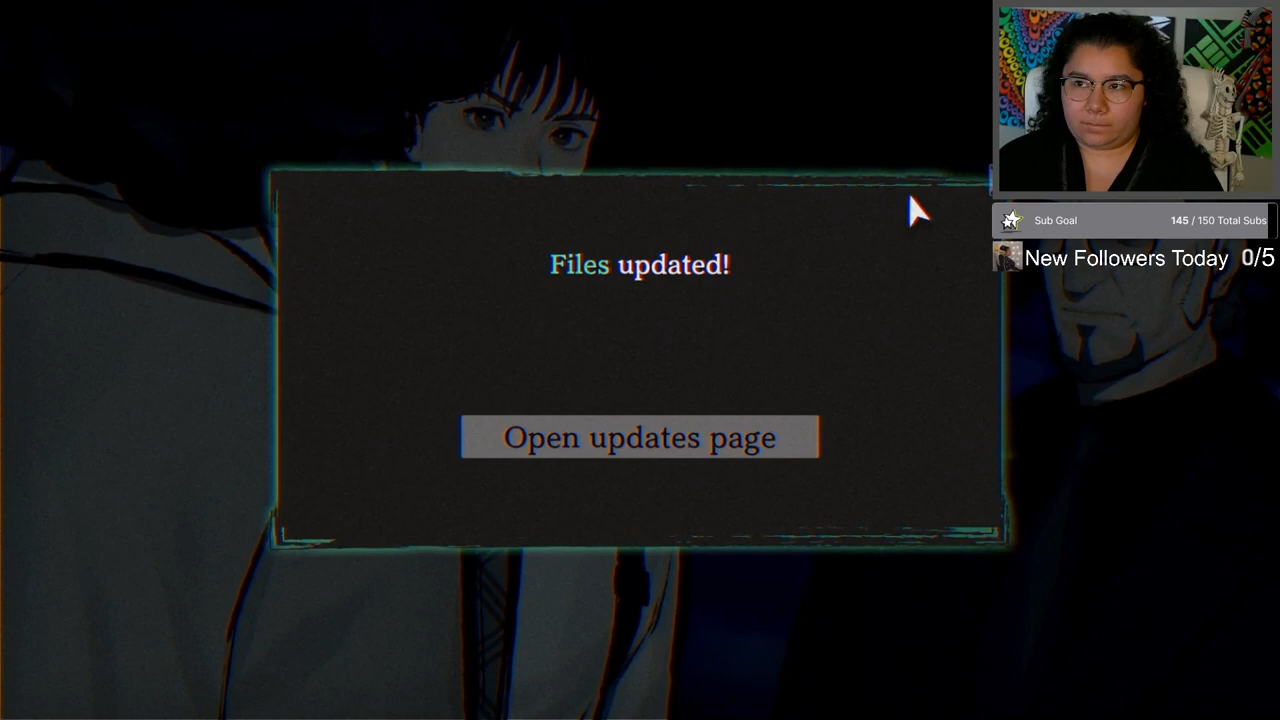 Sub Goal 145 / 150 Total Subs
New Followers Today 0/5
Files updated!
Open updates page